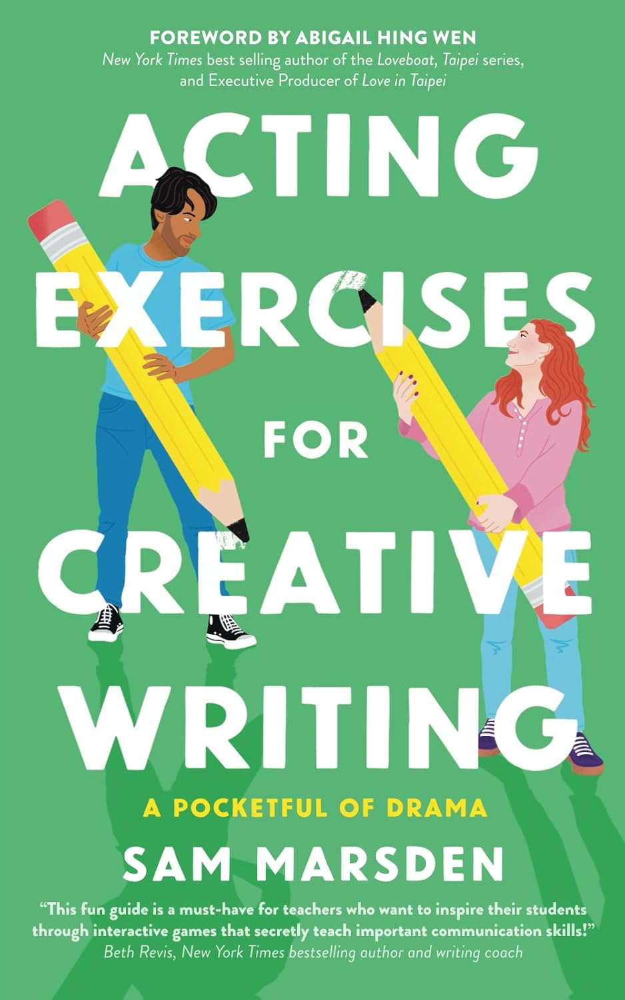 FOREWORD BY ABIGAIL HING WEN
New York Times best selling author of the Loveboat, Taipei series,
and Executive Producer of Love in Taipei
ACTING
EXERCISES
FOR
CREATIVE
WRITING
A POCKETFUL OF DRAMA
SAM MARSDEN
“This fun guide is a must-have for teachers who want to inspire their students
through interactive games that secretly teach important communication skills!”
Beth Revis, New York Times bestselling author and writing coach